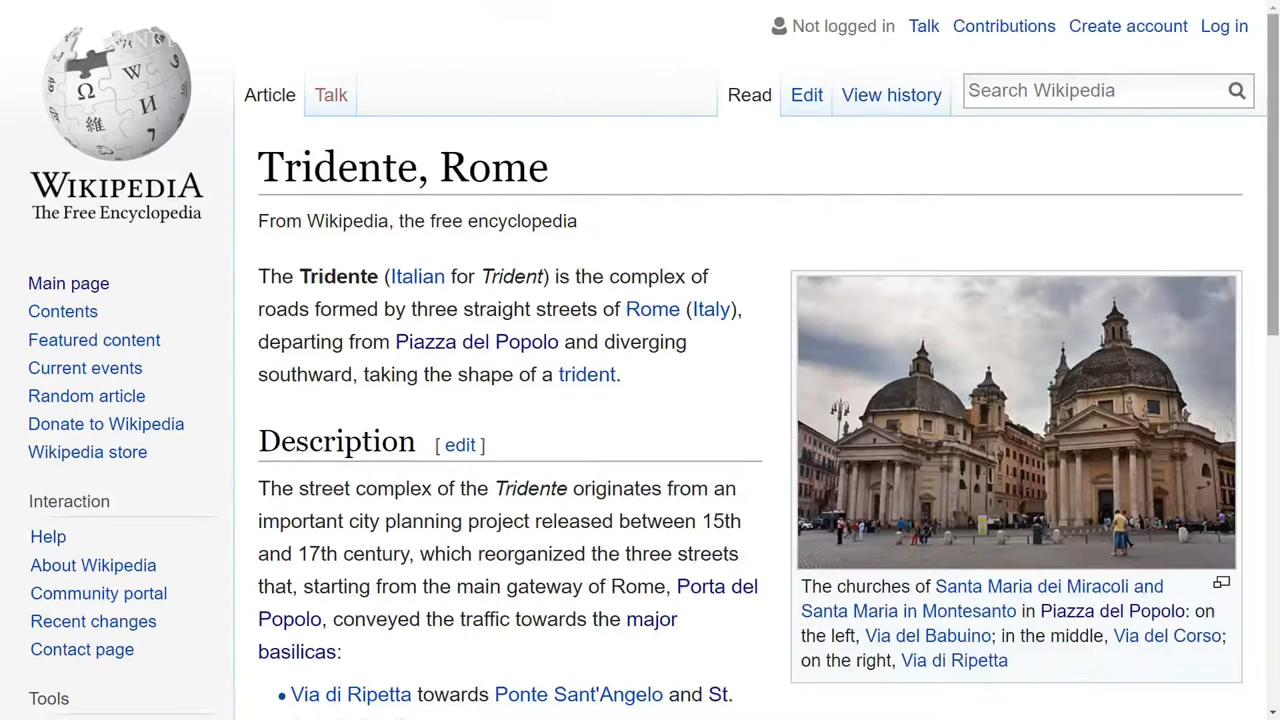 Not logged in Talk Contributions Create account Log in
Article Talk Read Edit View history Search Wikipedia
WIKIPEDIA
The Free Encyclopedia
Main page
Contents
Featured content
Current events
Random article
Donate to Wikipedia
Wikipedia store
Interaction
Help
About Wikipedia
Community portal
Recent changes
Contact page
Tools
Tridente, Rome
From Wikipedia, the free encyclopedia
The Tridente (Italian for Trident) is the complex of
roads formed by three straight streets of Rome (Italy),
departing from Piazza del Popolo and diverging
southward, taking the shape of a trident.
Description [ edit ]
The street complex of the Tridente originates from an
important city planning project released between 15th
and 17th century, which reorganized the three streets
that, starting from the main gateway of Rome, Porta del
Popolo, conveyed the traffic towards the major
basilicas:
• Via di Ripetta towards Ponte Sant'Angelo and St.
The churches of Santa Maria dei Miracoli and
Santa Maria in Montesanto in Piazza del Popolo: on
the left, Via del Babuino; in the middle, Via del Corso;
on the right, Via di Ripetta